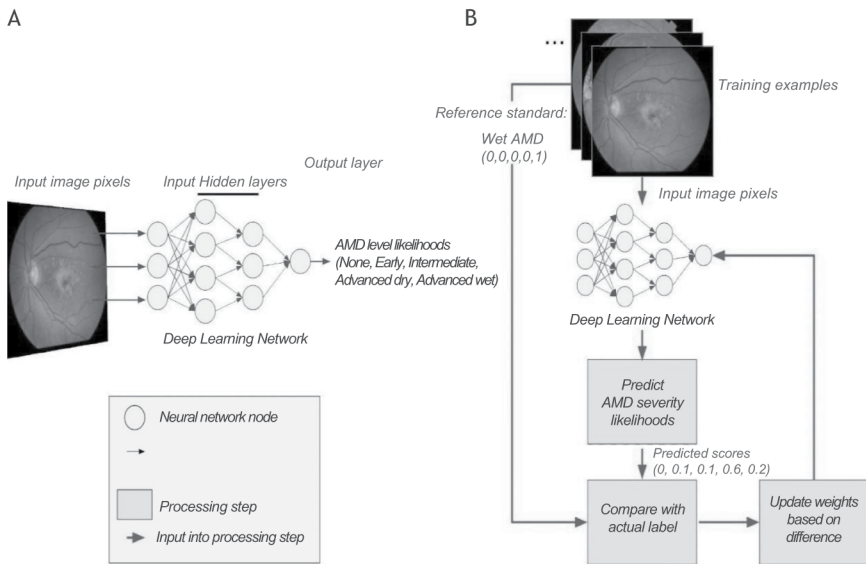 A
Input image pixels
Input Hidden layers
Output layer
AMD level likelihoods
(None, Early, Intermediate,
Advanced dry, Advanced wet)
Deep Learning Network
Neural network node
Processing step
Input into processing step
B
...
Training examples
Reference standard:
Wet AMD
(0,0,0,0,1)
Input image pixels
Deep Learning Network
Predict
AMD severity
likelihoods
Predicted scores
(0, 0.1, 0.1, 0.6, 0.2)
Compare with
actual label
Update weights
based on
difference